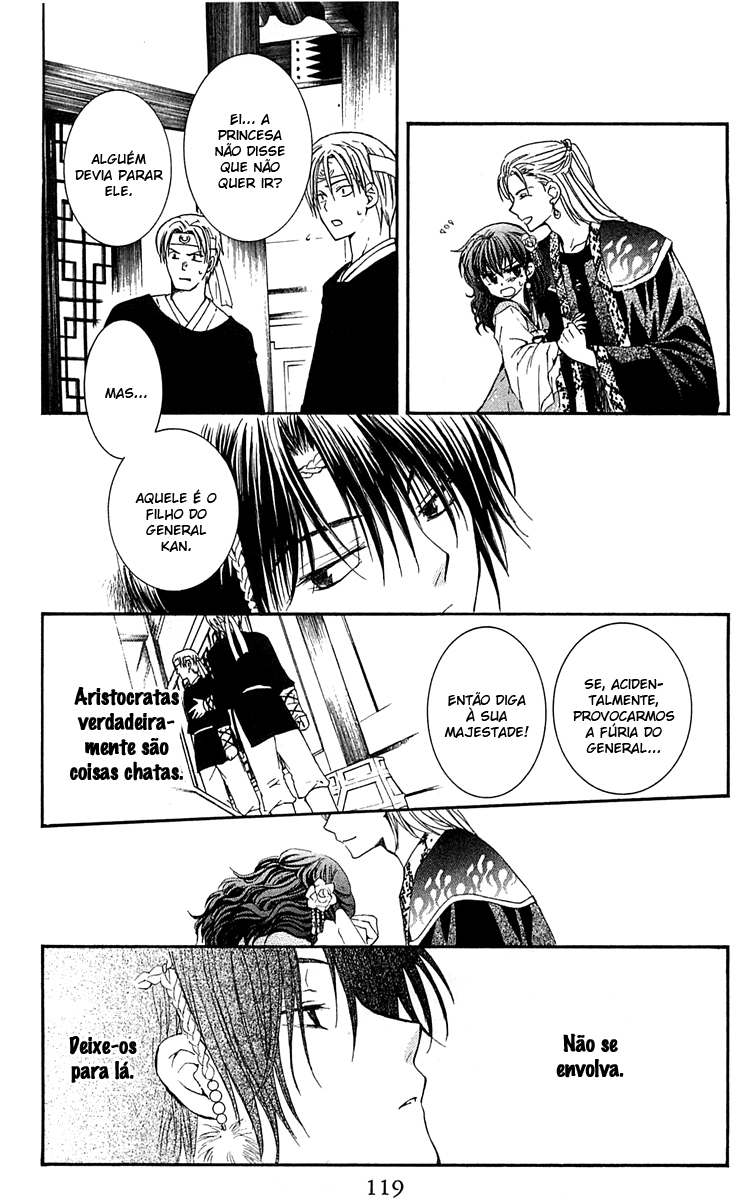 EI... A
PRINCESA
NÃO DISSE
QUE NÃO
QUER IR?
ALGUÉM
DEVIA PARAR
ELE.
MAS...
AQUELE É O
FILHO DO
GENERAL
KAN.
SE, ACIDEN-
TALMENTE,
PROVOCARMOS
A FÚRIA DO
GENERAL...
ENTÃO DIGA
À SUA
MAJESTADE!
Aristocratas
verdadeira-
mente são
coisas chatas.
Não se
envolva.
Deixe-os
para lá.
119